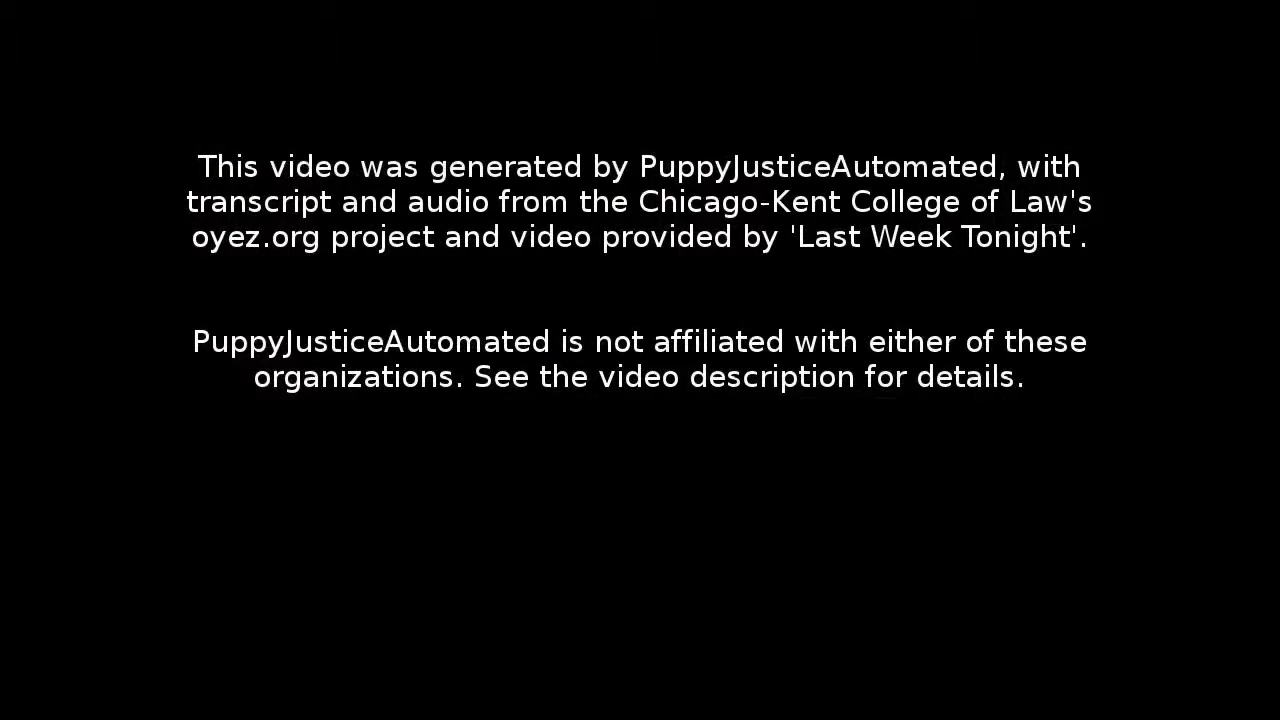 This video was generated by PuppyJusticeAutomated, with
transcript and audio from the Chicago-Kent College of Law's
oyez.org project and video provided by 'Last Week Tonight'.
PuppyJusticeAutomated is not affiliated with either of these
organizations. See the video description for details.